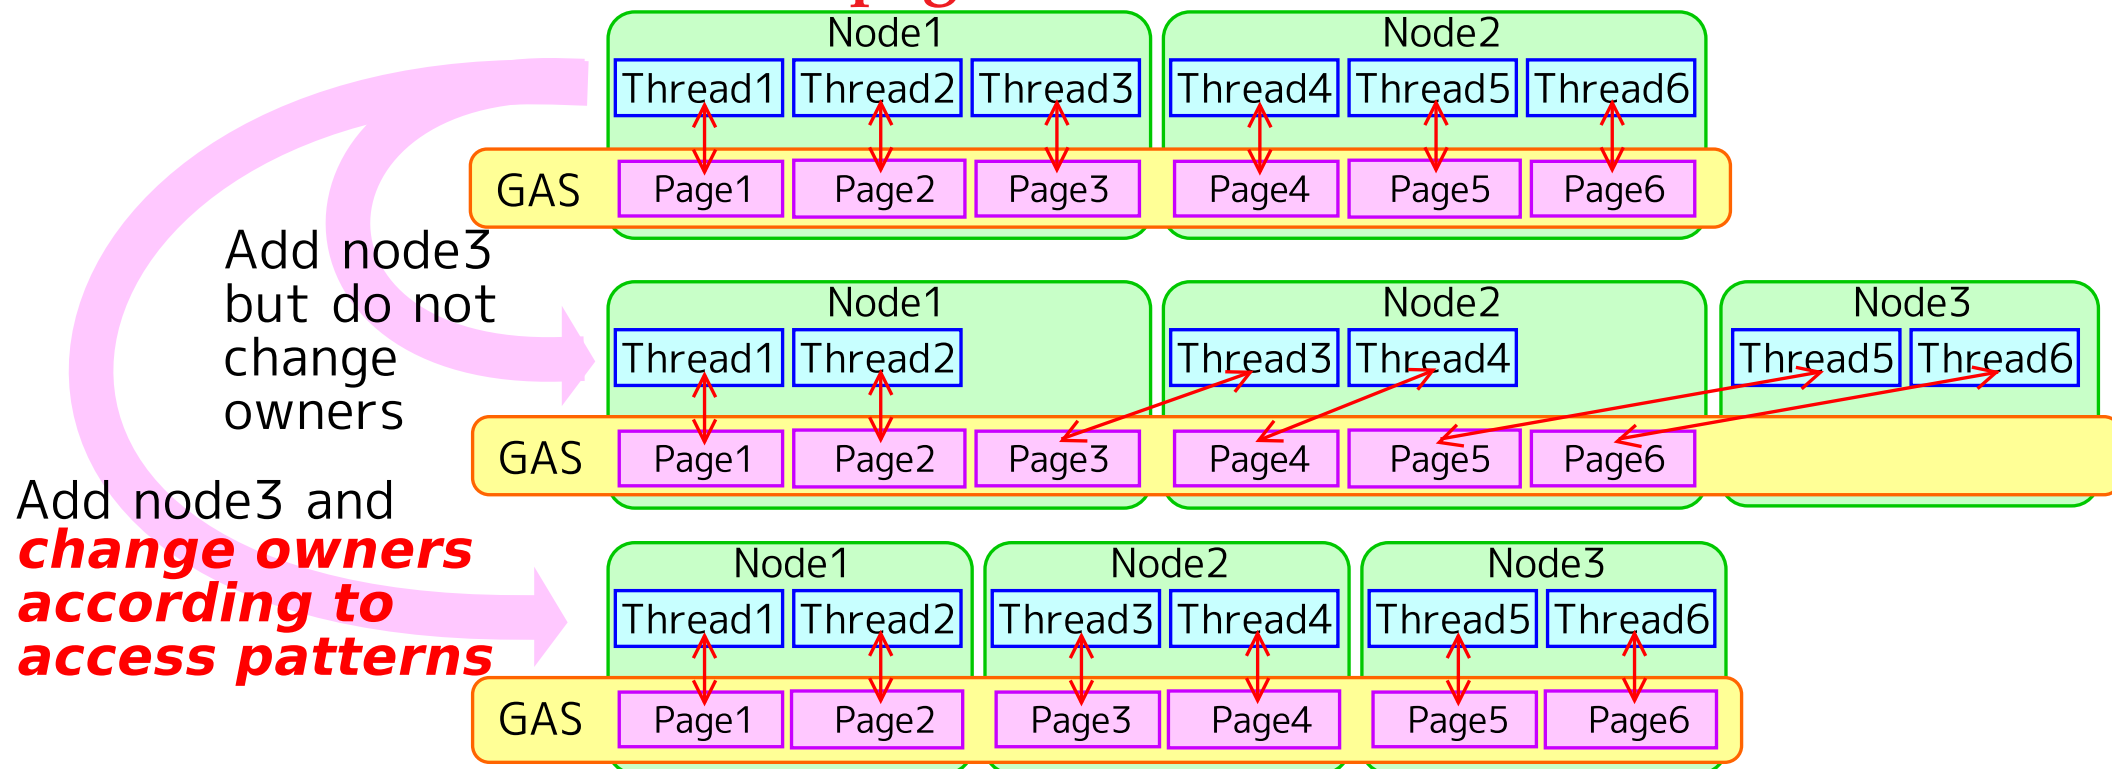 Node1 Node2
Thread1 Thread2 Thread3 Thread4 Thread5 Thread6
GAS Page1 Page2 Page3 Page4 Page5 Page6
Add node3
but do not
change
owners
Node1 Node2 Node3
Thread1 Thread2 Thread3 Thread4 Thread5 Thread6
GAS Page1 Page2 Page3 Page4 Page5 Page6
Add node3 and
change owners
according to
access patterns
Node1 Node2 Node3
Thread1 Thread2 Thread3 Thread4 Thread5 Thread6
GAS Page1 Page2 Page3 Page4 Page5 Page6